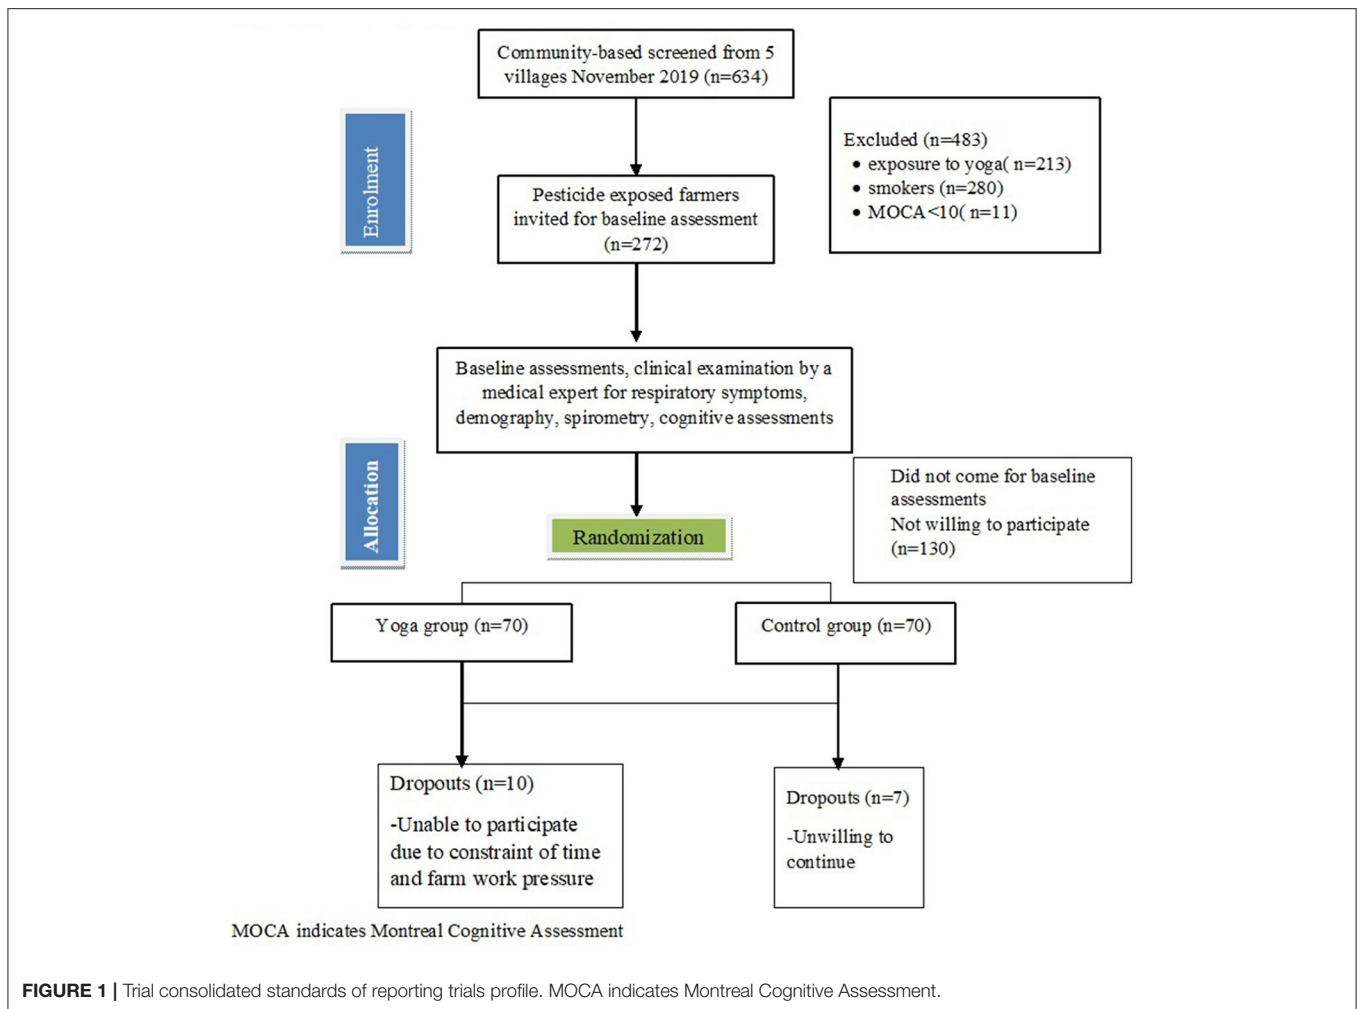 Community-based screened from 5
villages November 2019 (n=634)
Enrolment
Excluded (n=483)
• exposure to yoga( n=213)
• smokers (n=280)
• MOCA<10( n=11)
Pesticide exposed farmers
invited for baseline assessment
(n=272)
Baseline assessments, clinical examination by a
medical expert for respiratory symptoms,
demography, spirometry, cognitive assessments
Allocation
Did not come for baseline
assessments
Not willing to participate
(n=130)
Randomization
Yoga group (n=70)
Control group (n=70)
Dropouts (n=10)
-Unable to participate
due to constraint of time
and farm work pressure
Dropouts (n=7)
-Unwilling to
continue
MOCA indicates Montreal Cognitive Assessment
FIGURE 1 | Trial consolidated standards of reporting trials profile. MOCA indicates Montreal Cognitive Assessment.